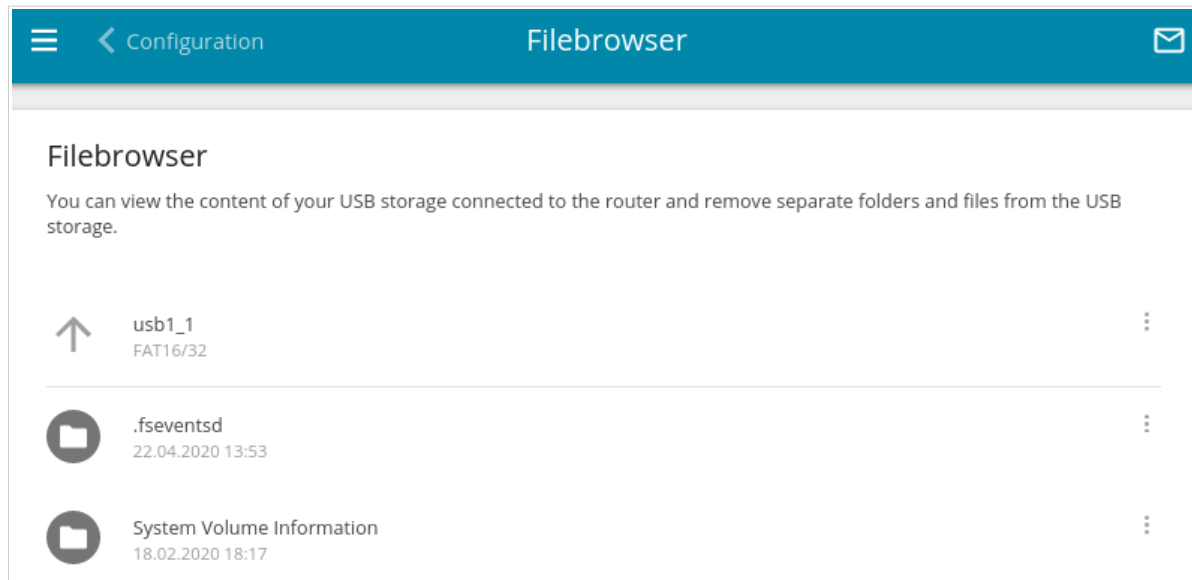 Configuration
Filebrowser
Filebrowser
You can view the content of your USB storage connected to the router and remove separate folders and files from the USB
storage.
usb1_1
FAT16/32
.fseventsd
22.04.2020 13:53
System Volume Information
18.02.2020 18:17